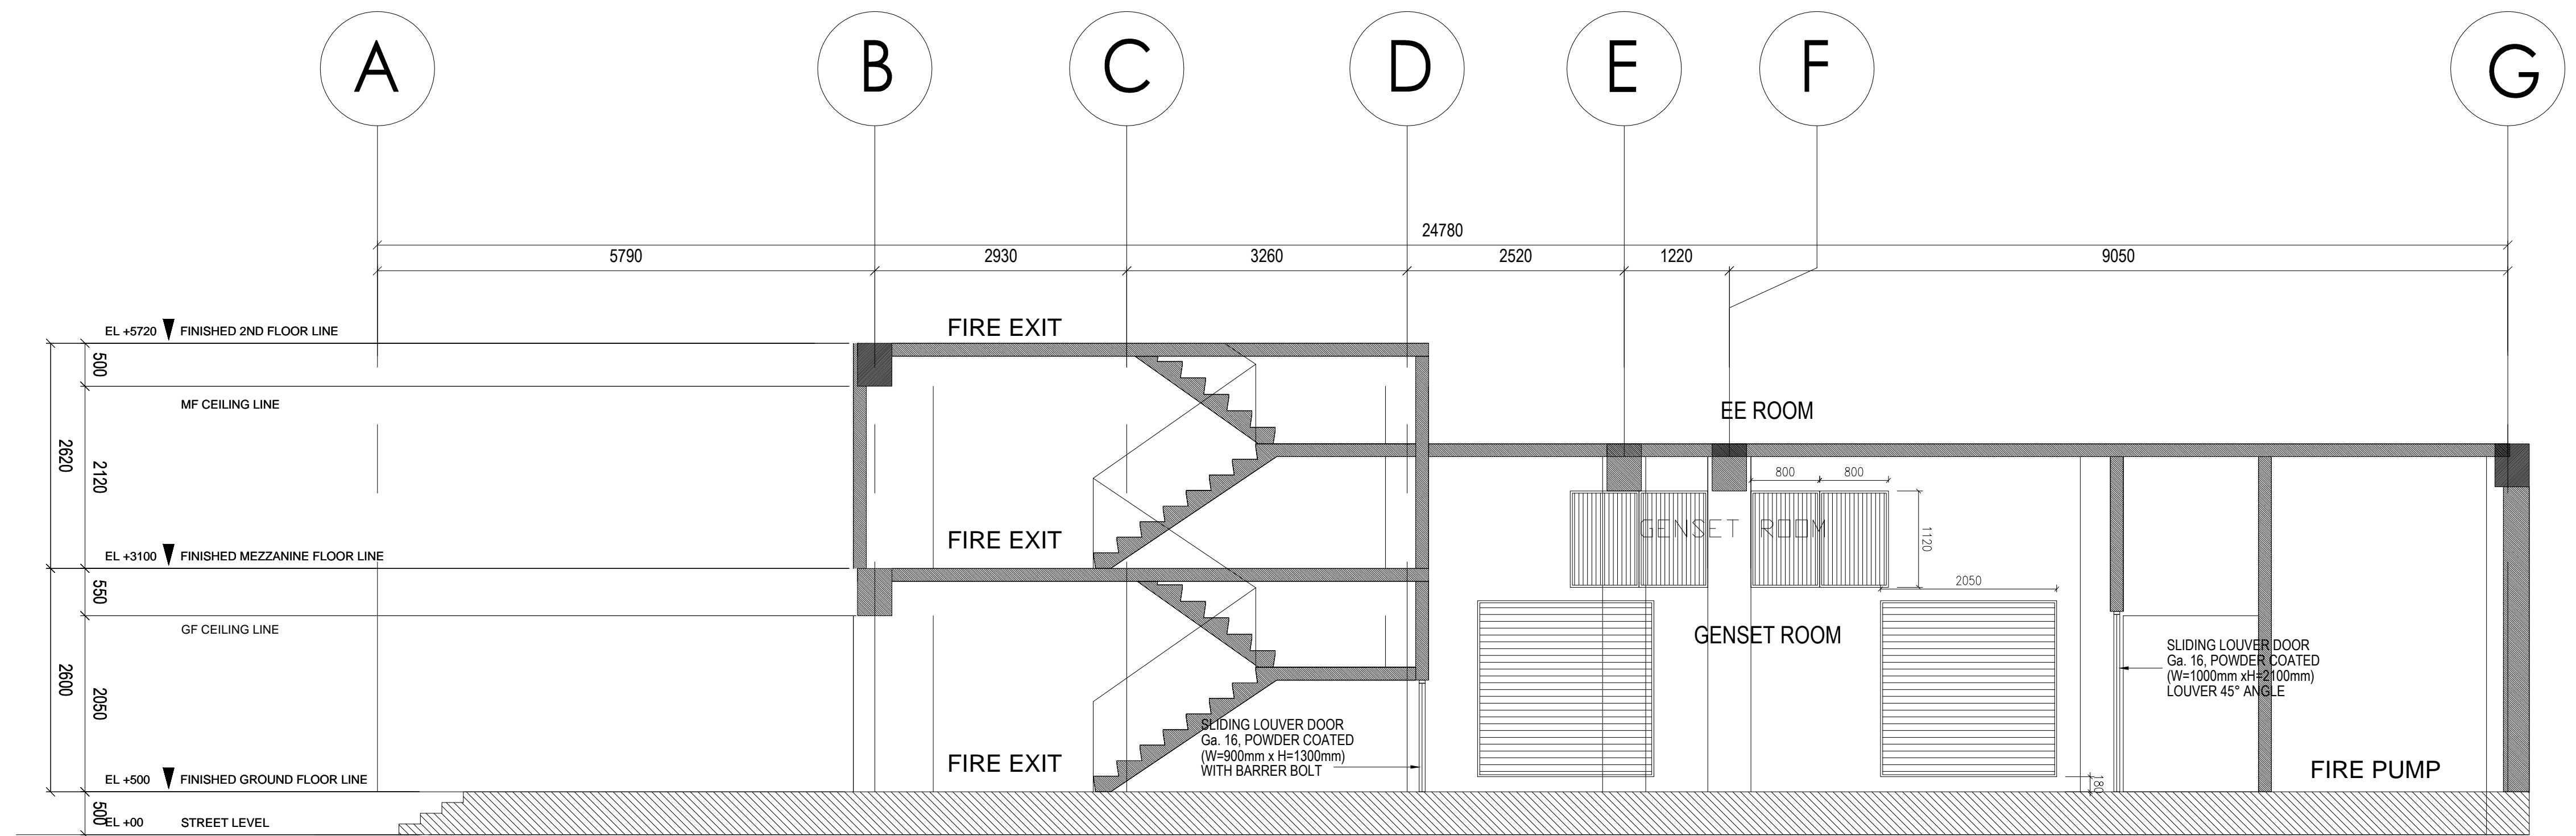 A B C D E F G
24780
5790 2930 3260 2520 1220 9050
EL +5720 FINISHED 2ND FLOOR LINE
FIRE EXIT
500
MF CEILING LINE
EE ROOM
2620
2120
800 800
GENSET ROOM
1120
FIRE EXIT
EL +3100 FINISHED MEZZANINE FLOOR LINE
550
2050
GF CEILING LINE
GENSET ROOM
SLIDING LOUVER DOOR
Ga. 16, POWDER COATED
(W=1000mm xH=2100mm)
LOUVER 45° ANGLE
2600
2050
SLIDING LOUVER DOOR
Ga. 16, POWDER COATED
(W=900mm x H=1300mm)
WITH BARRER BOLT
FIRE EXIT
FIRE PUMP
EL +500 FINISHED GROUND FLOOR LINE
180
500
EL +00 STREET LEVEL